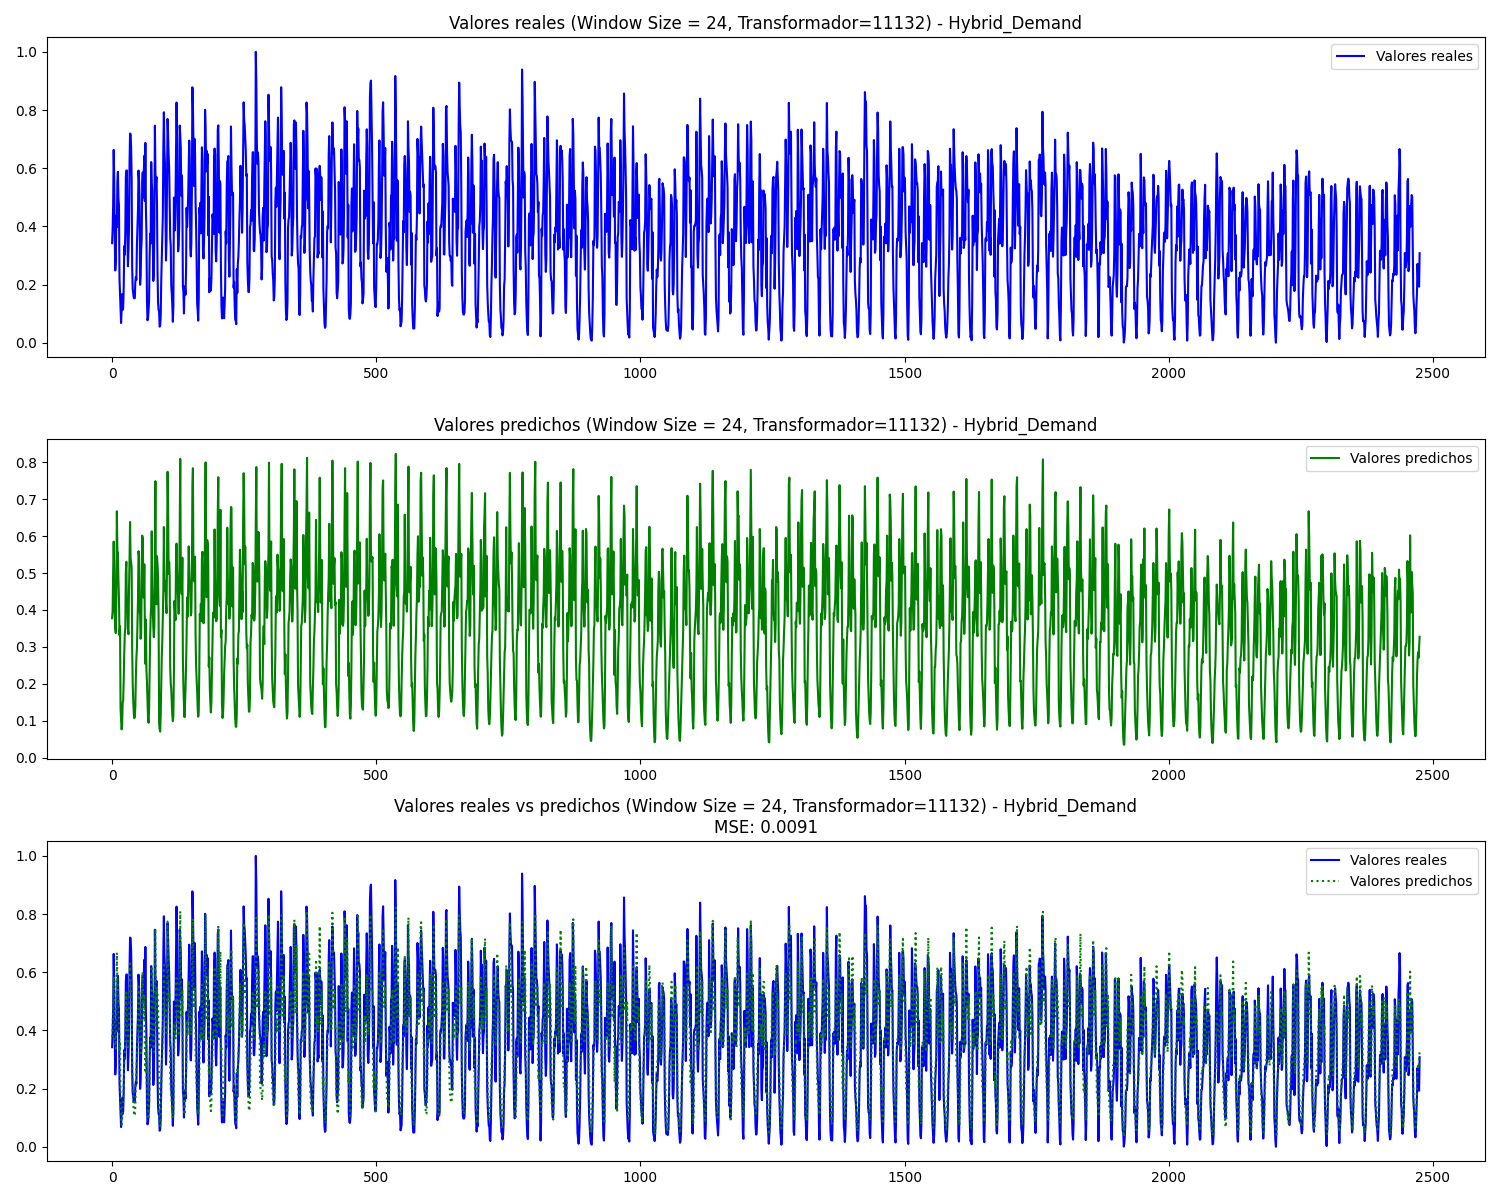 Valores reales (Window Size = 24, Transformador=11132) - Hybrid_Demand
Valores reales
1.0
0.8
0.6
0.4
0.2
0.0
0 500 1000 1500 2000 2500
Valores predichos (Window Size = 24, Transformador=11132) - Hybrid_Demand
Valores predichos
0.8
0.7
0.6
0.5
0.4
0.3
0.2
0.1
0.0
0 500 1000 1500 2000 2500
Valores reales vs predichos (Window Size = 24, Transformador=11132) - Hybrid_Demand
MSE: 0.0091
Valores reales
Valores predichos
1.0
0.8
0.6
0.4
0.2
0.0
0 500 1000 1500 2000 2500